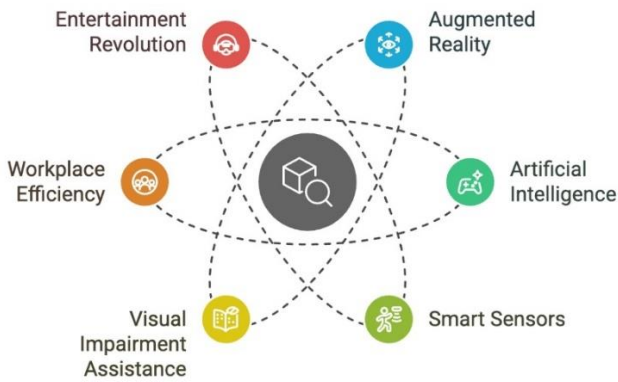 Entertainment
Revolution
Augmented
Reality
Workplace
Efficiency
Artificial
Intelligence
Visual
Impairment
Assistance
Smart Sensors